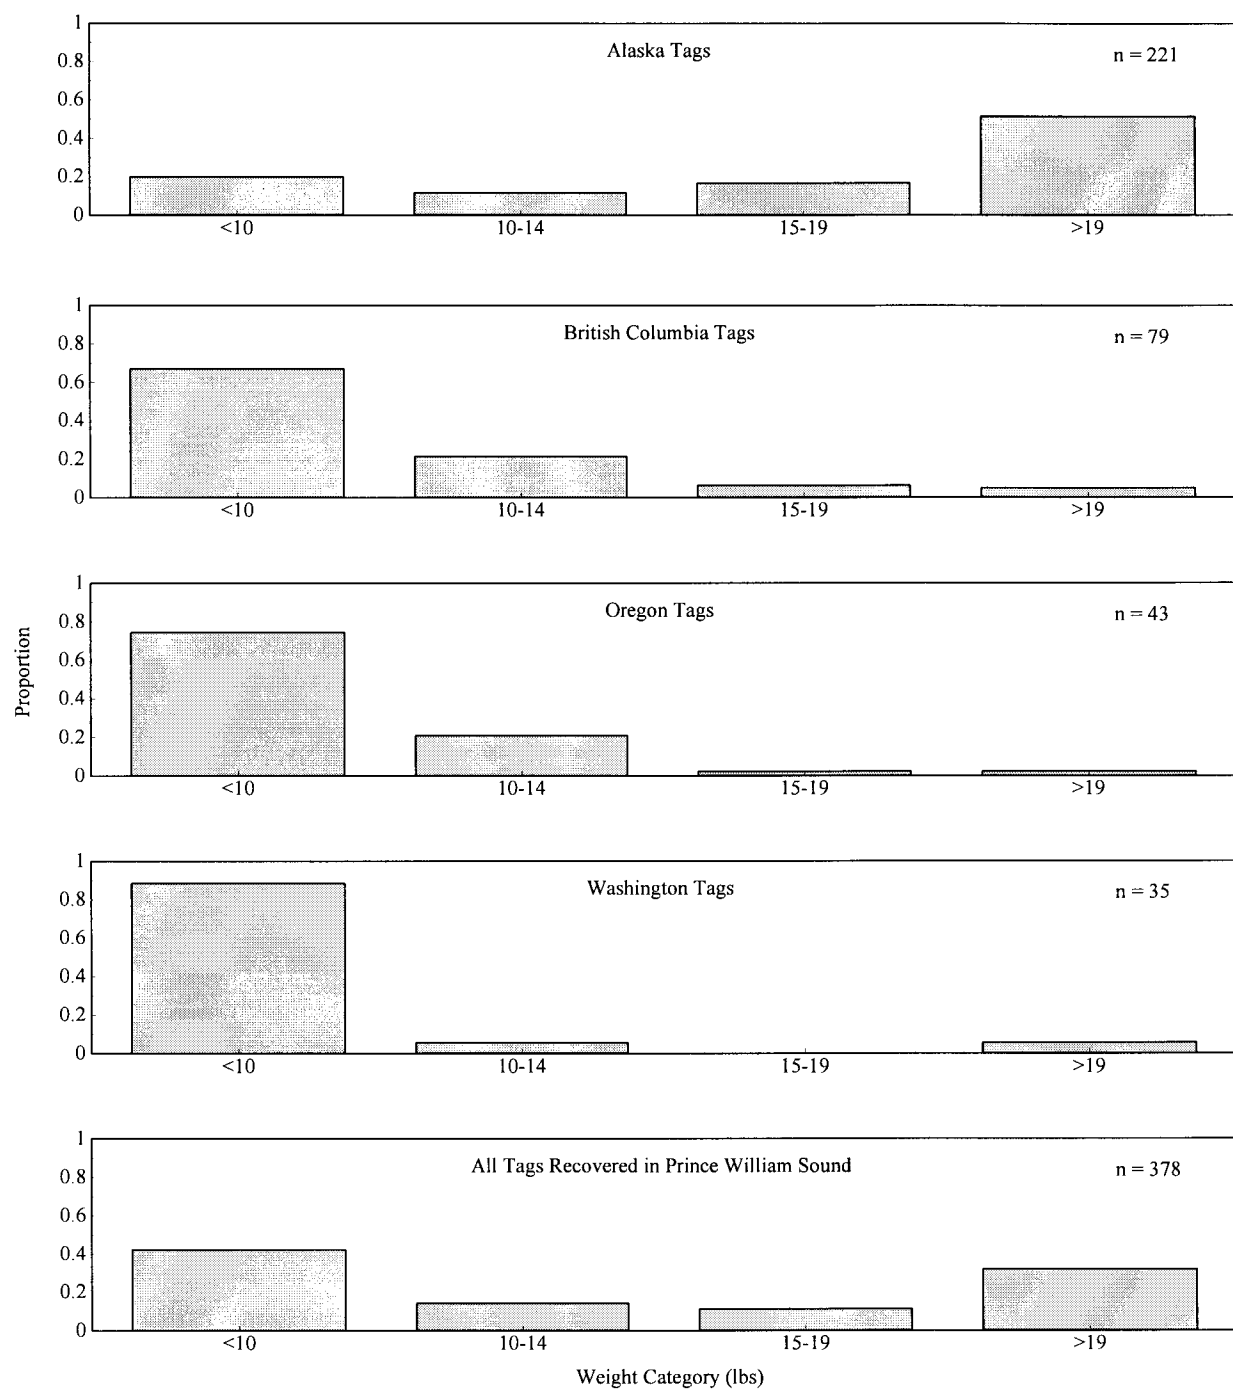 Alaska Tags
n = 221
1
0.8
0.6
0.4
0.2
0
<10 10-14 15-19 >19
British Columbia Tags
n = 79
1
0.8
0.6
0.4
0.2
0
<10 10-14 15-19 >19
Oregon Tags
n = 43
1
0.8
0.6
0.4
0.2
0
<10 10-14 15-19 >19
Proportion
Washington Tags
n = 35
1
0.8
0.6
0.4
0.2
0
<10 10-14 15-19 >19
All Tags Recovered in Prince William Sound
n = 378
1
0.8
0.6
0.4
0.2
0
<10 10-14 15-19 >19
Weight Category (lbs)